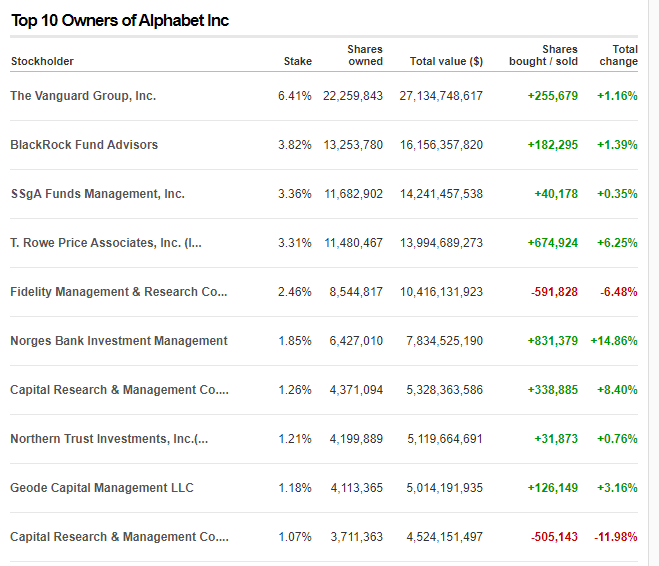 Top 10 Owners of Alphabet Inc
Stockholder Stake Shares owned Total value ($) Shares bought / sold Total change
The Vanguard Group, Inc. 6.41% 22,259,843 27,134,748,617 +255,679 +1.16%
BlackRock Fund Advisors 3.82% 13,253,780 16,156,357,820 +182,295 +1.39%
SSgA Funds Management, Inc. 3.36% 11,682,902 14,241,457,538 +40,178 +0.35%
T. Rowe Price Associates, Inc. (I... 3.31% 11,480,467 13,994,689,273 +674,924 +6.25%
Fidelity Management & Research Co... 2.46% 8,544,817 10,416,131,923 -591,828 -6.48%
Norges Bank Investment Management 1.85% 6,427,010 7,834,525,190 +831,379 +14.86%
Capital Research & Management Co.... 1.26% 4,371,094 5,328,363,586 +338,885 +8.40%
Northern Trust Investments, Inc.(... 1.21% 4,199,889 5,119,664,691 +31,873 +0.76%
Geode Capital Management LLC 1.18% 4,113,365 5,014,191,935 +126,149 +3.16%
Capital Research & Management Co.... 1.07% 3,711,363 4,524,151,497 -505,143 -11.98%